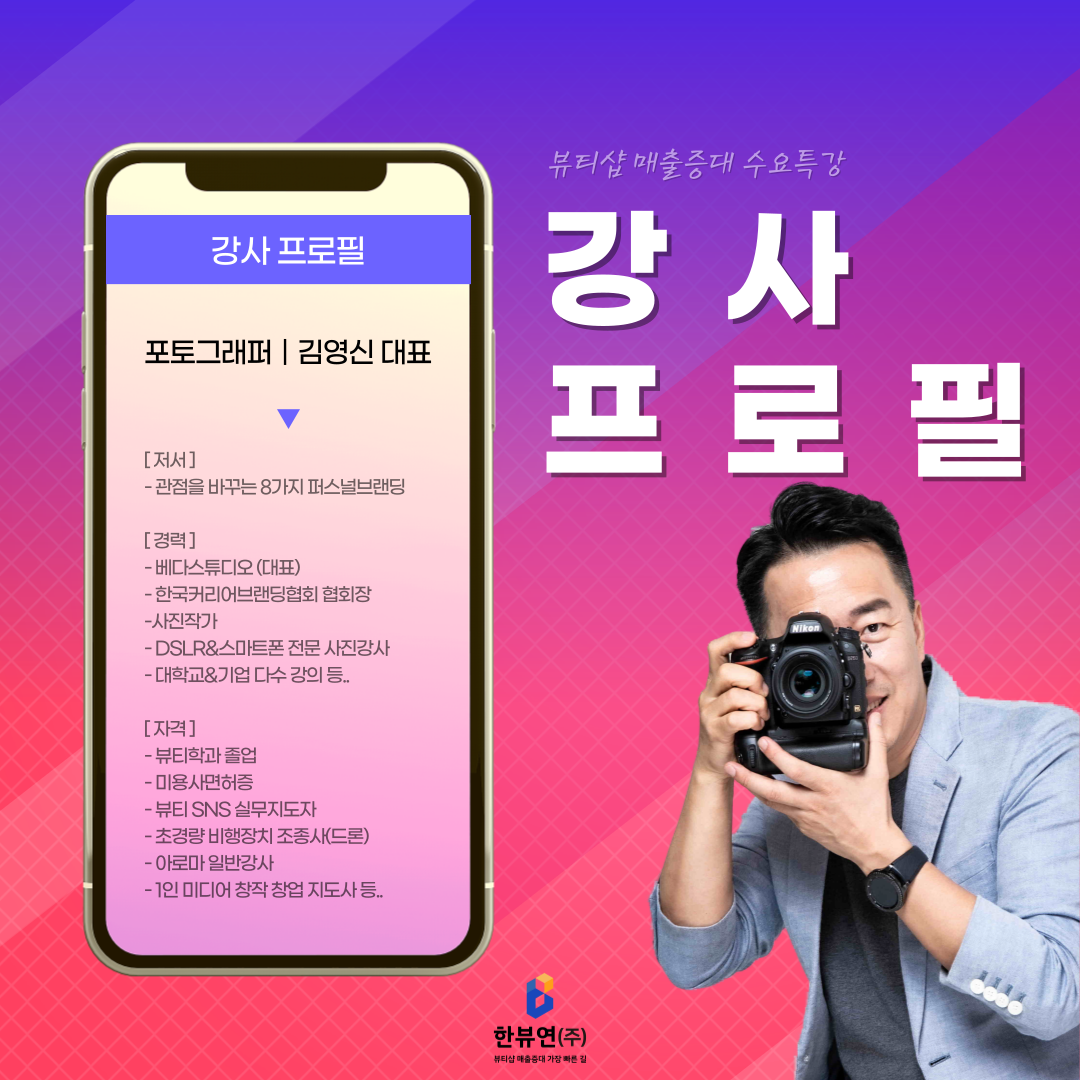 뷰티샵 매출증대 수요특강
강사
프로필
강사 프로필
포토그래퍼 | 김영신 대표
[ 저서 ]
- 관점을 바꾸는 8가지 퍼스널브랜딩
[ 경력 ]
- 베다스튜디오 (대표)
- 한국커리어브랜딩협회 협회장
-사진작가
- DSLR&스마트폰 전문 사진강사
- 대학교&기업 다수 강의 등..
[ 자격 ]
- 뷰티학과 졸업
- 미용사면허증
- 뷰티 SNS 실무지도자
- 초경량 비행장치 조종사(드론)
- 아로마 일반강사
- 1인 미디어 창작 창업 지도사 등..
Nikon
한뷰연(주)
뷰티샵 매출증대 가장 빠른 길